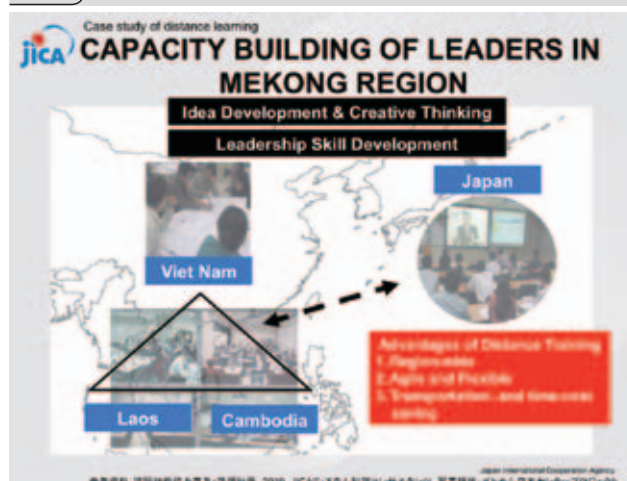 Case study of distance learning
jICA
CAPACITY BUILDING OF LEADERS IN
MEKONG REGION
Idea Development & Creative Thinking
Leadership Skill Development
Japan
Viet Nam
Advantages of Distance Training
1. Region-wide
2. Agile and Flexible
3. Transportation- and time-cost
saving
Laos
Cambodia
Japan International Cooperation Agency